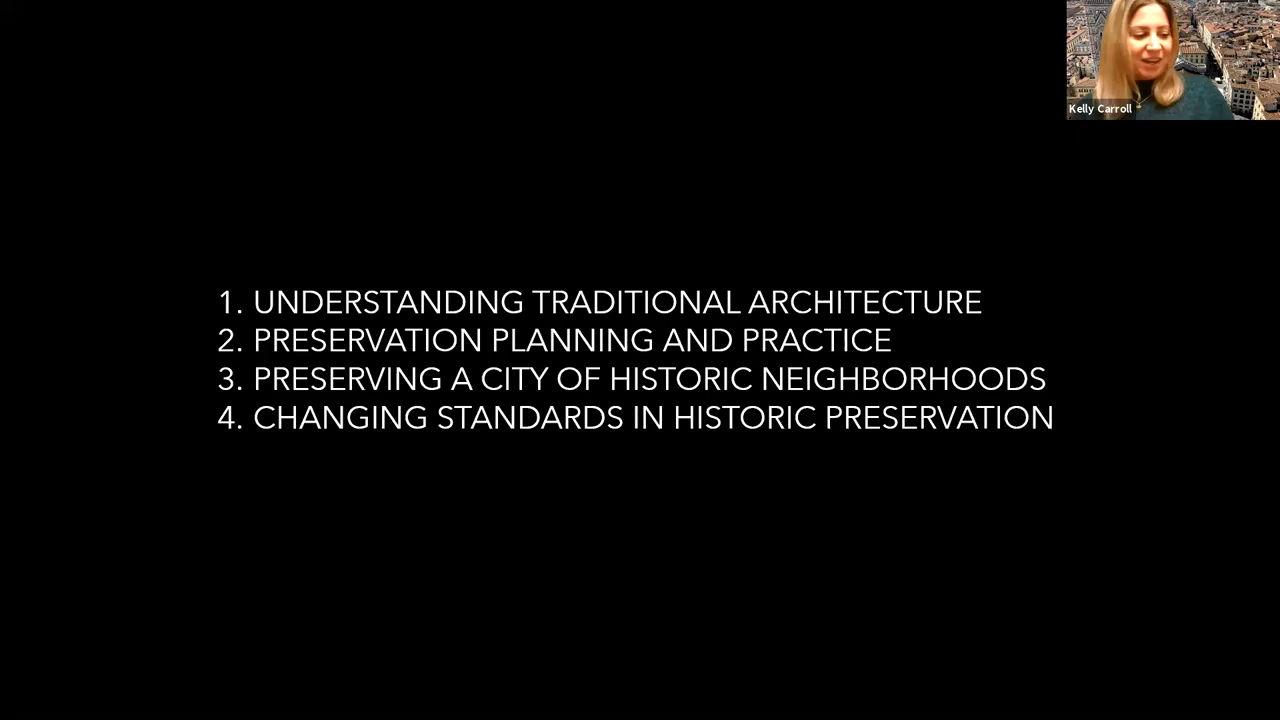 Kelly Carroll
1. UNDERSTANDING TRADITIONAL ARCHITECTURE
2. PRESERVATION PLANNING AND PRACTICE
3. PRESERVING A CITY OF HISTORIC NEIGHBORHOODS
4. CHANGING STANDARDS IN HISTORIC PRESERVATION